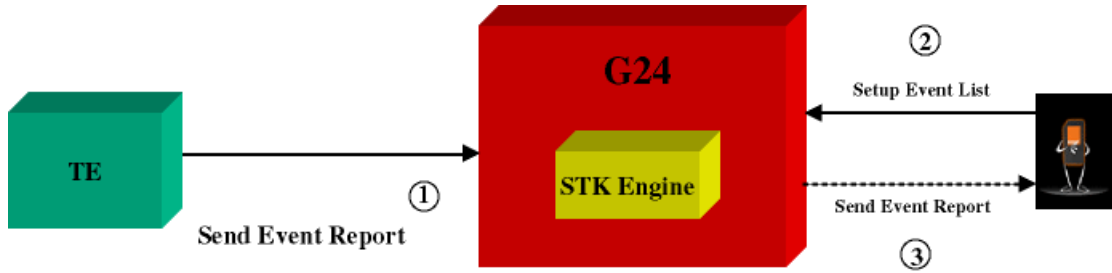 ②
G24
Setup Event List
TE
STK Engine
①
Send Event Report
Send Event Report
③